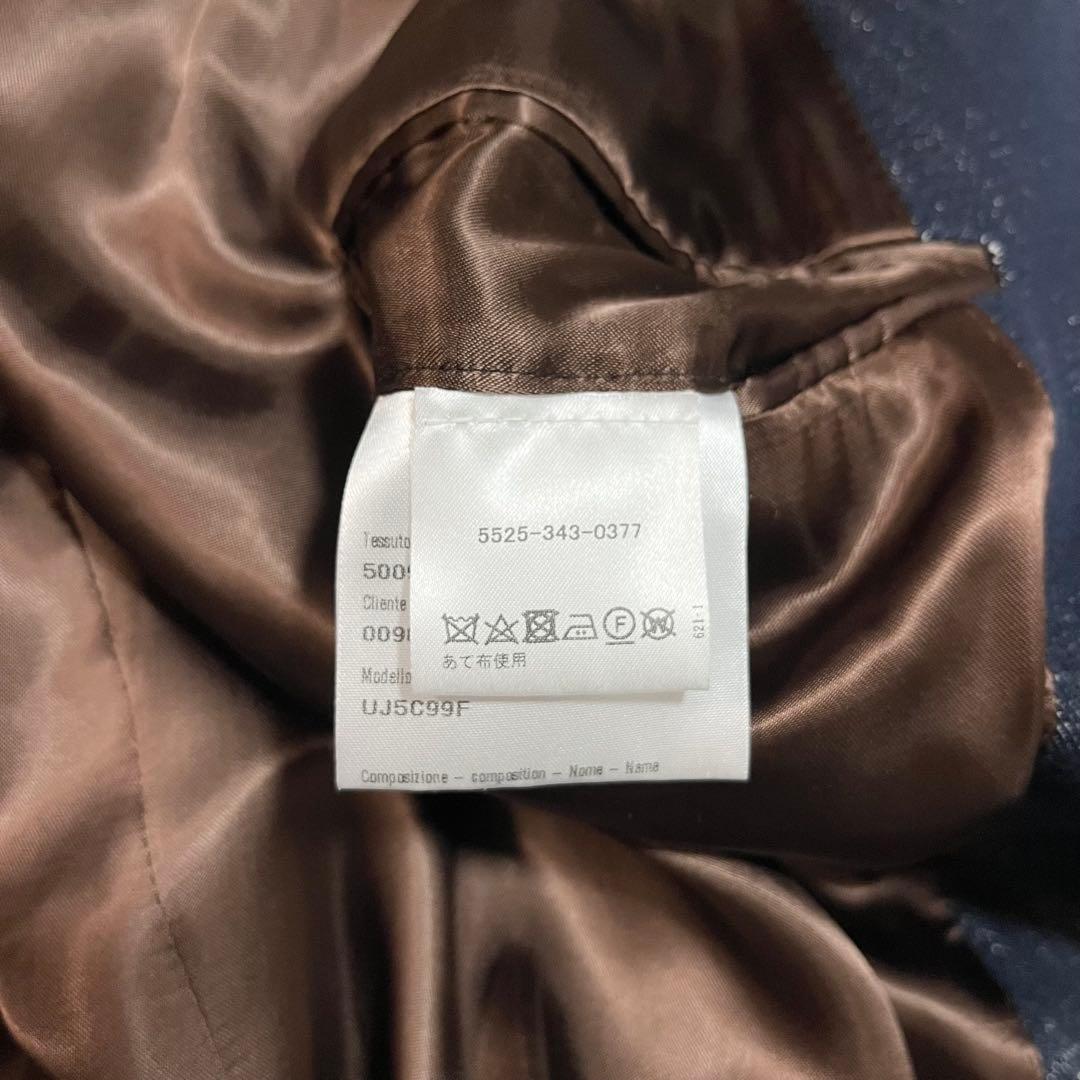 5525-343-0377
あて布使用
621-1
Tessuto
500
Cliente
009
Modello
UJ5C99F
Composizione - composition - Nome - Name